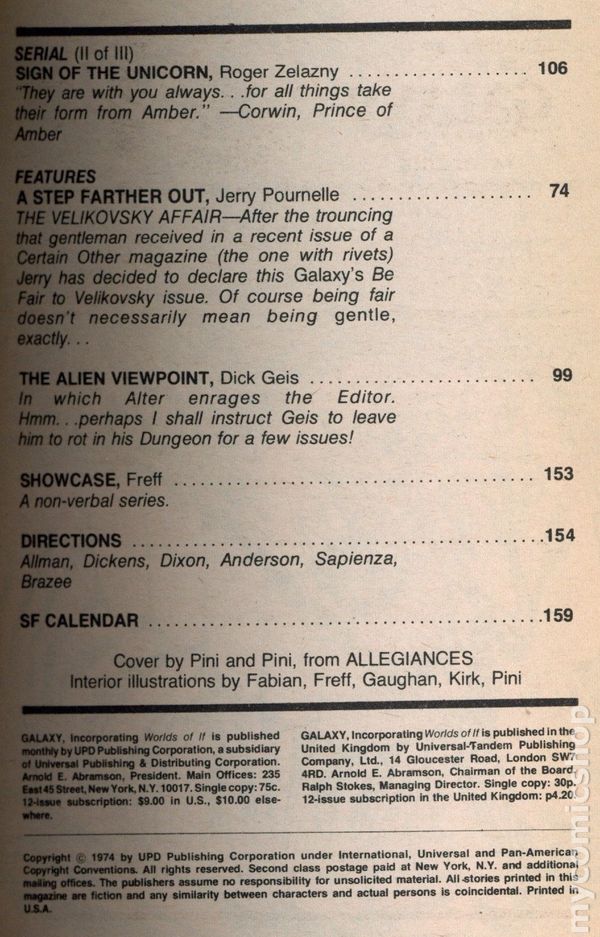 SERIAL (II of III)
SIGN OF THE UNICORN, Roger Zelazny .................... 106
"They are with you always. . .for all things take
their form from Amber." —Corwin, Prince of
Amber
FEATURES
A STEP FARTHER OUT, Jerry Pournelle .................... 74
THE VELIKOVSKY AFFAIR—After the trouncing
that gentleman received in a recent issue of a
Certain Other magazine (the one with rivets)
Jerry has decided to declare this Galaxy's Be
Fair to Velikovsky issue. Of course being fair
doesn't necessarily mean being gentle,
exactly. . .
THE ALIEN VIEWPOINT, Dick Geis ......................... 99
In which Alter enrages the Editor.
Hmm. . .perhaps I shall instruct Geis to leave
him to rot in his Dungeon for a few issues!
SHOWCASE, Freff ........................................ 153
A non-verbal series.
DIRECTIONS .............................................154
Allman, Dickens, Dixon, Anderson, Sapienza,
Brazee
SF CALENDAR ...........................................159
Cover by Pini and Pini, from ALLEGIANCES
Interior illustrations by Fabian, Freff, Gaughan, Kirk, Pini
GALAXY, Incorporating Worlds of If is published
monthly by UPD Publishing Corporation, a subsidiary
of Universal Publishing & Distributing Corporation.
Arnold E. Abramson, President. Main Offices: 235
East 45 Street, New York, N.Y. 10017. Single copy: 75c.
12-issue subscription: $9.00 in U.S., $10.00 else-
where.
GALAXY, Incorporating Worlds of If is published in the
United Kingdom by Universal-Tandem Publishing
Company, Ltd., 14 Gloucester Road, London SW7
4RD. Arnold E. Abramson, Chairman of the Board,
Ralph Stokes, Managing Director. Single copy: 30p.
12-issue subscription in the United Kingdom: p4.20.
Copyright © 1974 by UPD Publishing Corporation under International, Universal and Pan-American
Copyright Conventions. All rights reserved. Second class postage paid at New York, N.Y. and additional
mailing offices. The publishers assume no responsibility for unsolicited material. All stories printed in this
magazine are fiction and any similarity between characters and actual persons is coincidental. Printed in
U.S.A.
mycomicshop